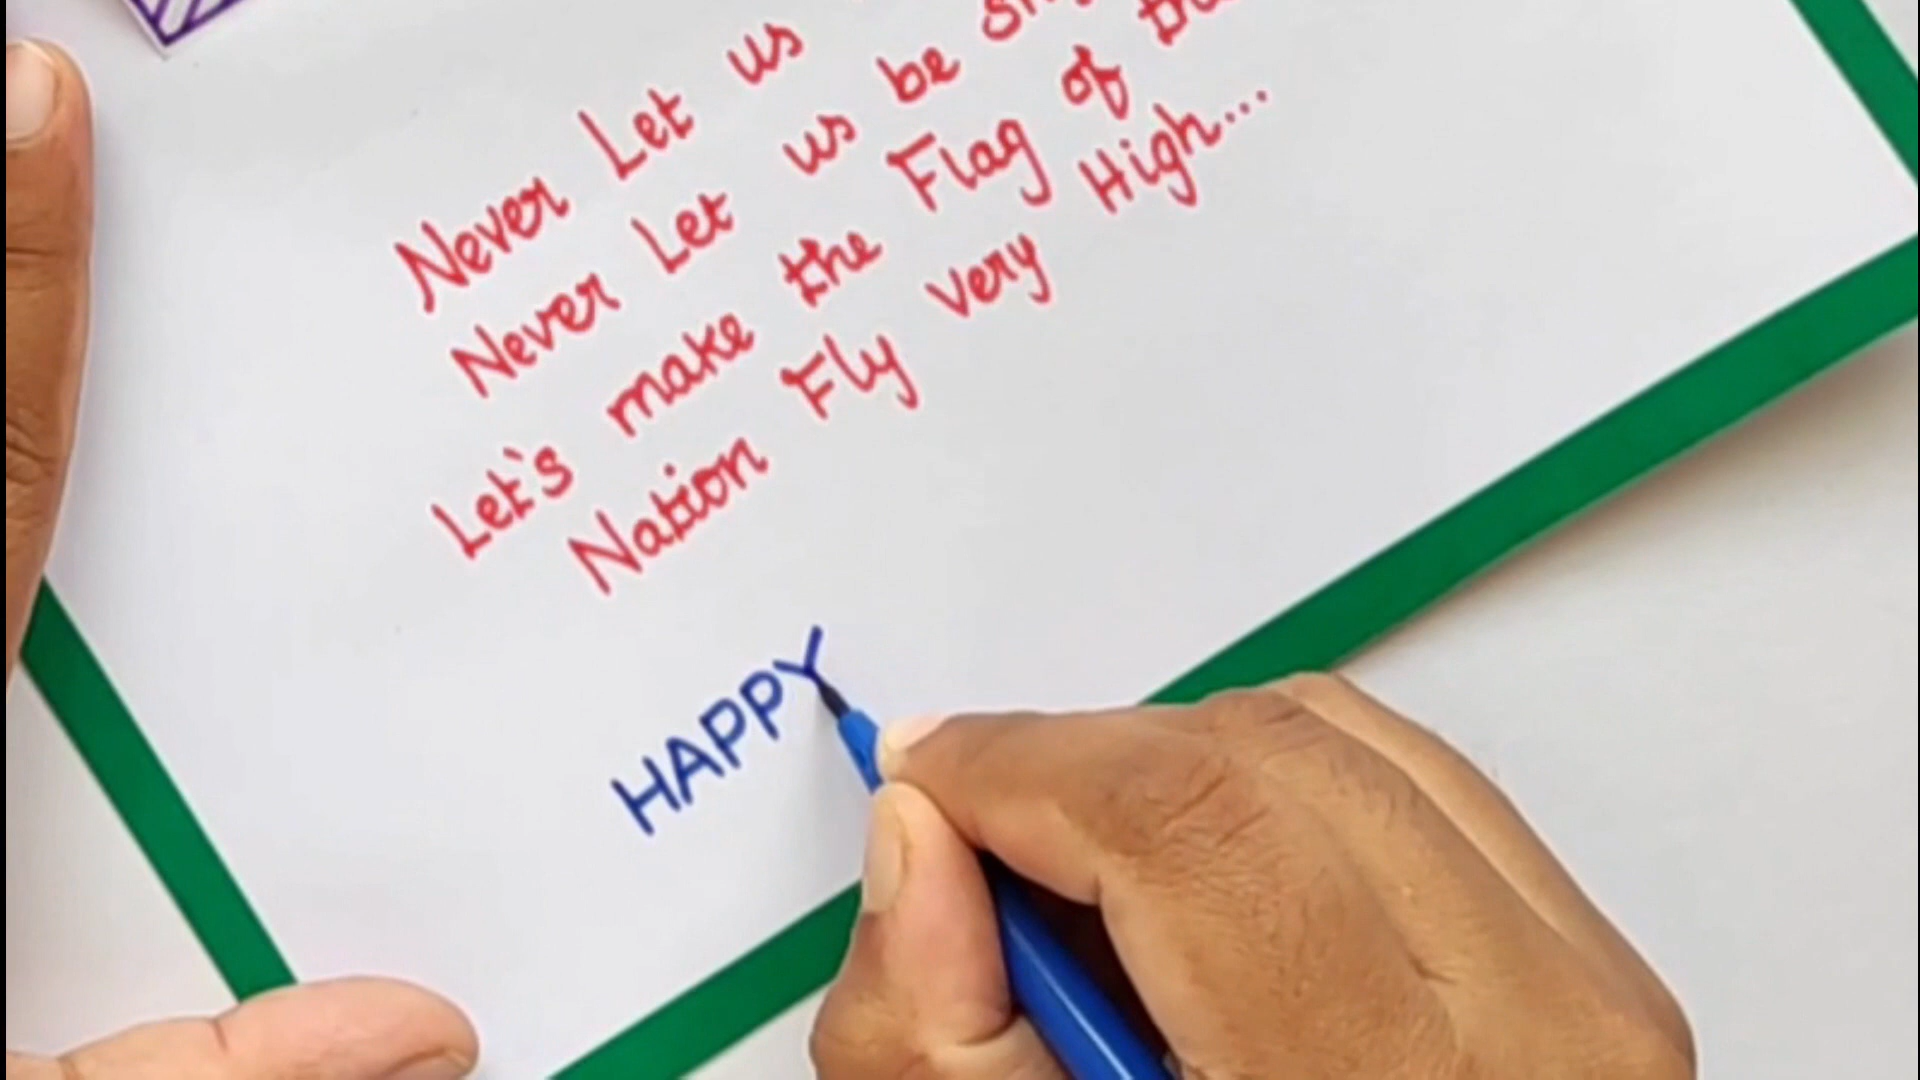 Never Let us
Never Let us be
Let's make the Flag of
Nation Fly very High...
HAPPY